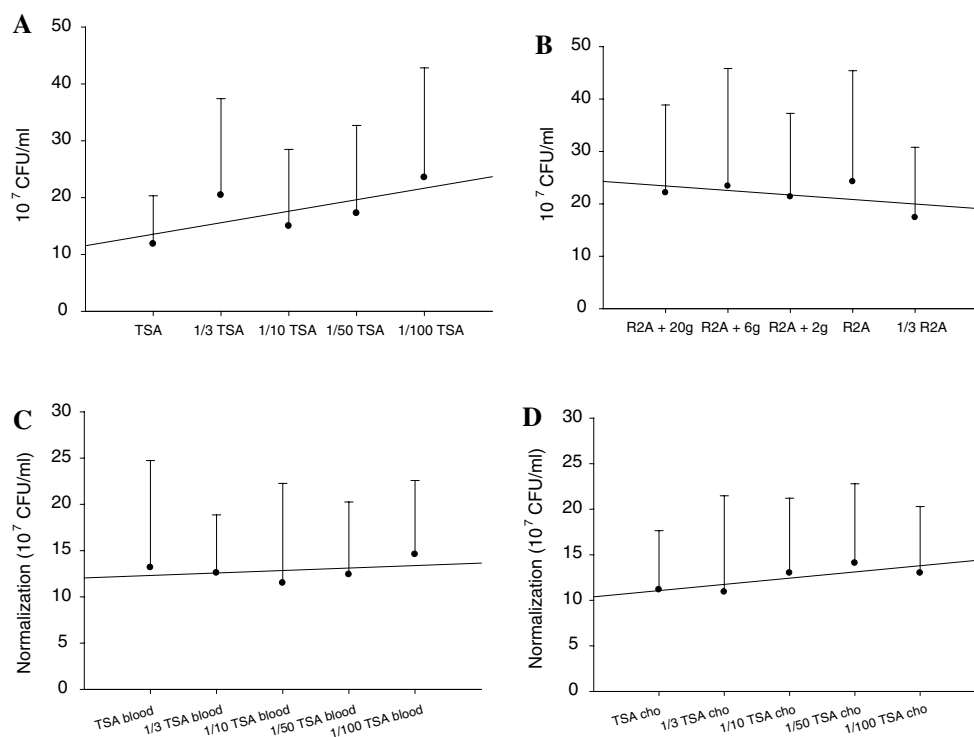 A
50
40
30
20
10
0
10⁷ CFU/ml
TSA 1/3 TSA 1/10 TSA 1/50 TSA 1/100 TSA
B
50
40
30
20
10
0
10⁷ CFU/ml
R2A + 20g R2A + 6g R2A + 2g R2A 1/3 R2A
C
30
25
20
15
10
5
0
Normalization (10⁷ CFU/ml)
TSA blood 1/3 TSA blood 1/10 TSA blood 1/50 TSA blood 1/100 TSA blood
D
30
25
20
15
10
5
0
Normalization (10⁷ CFU/ml)
TSA cho 1/3 TSA cho 1/10 TSA cho 1/50 TSA cho 1/100 TSA cho